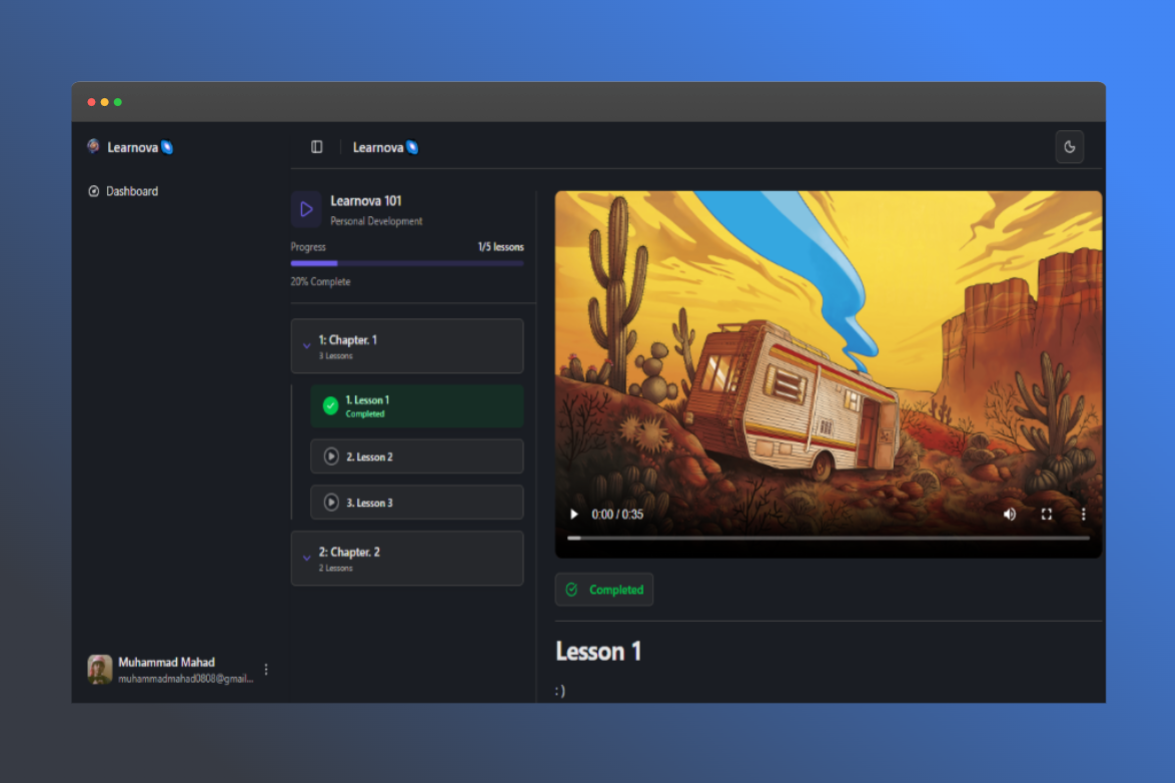 Learnova
Dashboard
Learnova
Learnova 101
Personal Development
Progress
1/5 lessons
20% Complete
1: Chapter. 1
3 Lessons
1. Lesson 1
Completed
2. Lesson 2
3. Lesson 3
2: Chapter. 2
2 Lessons
0:00 / 0:35
Completed
Lesson 1
:)
Muhammad Mahad
muhammadmahad0808@gmail...